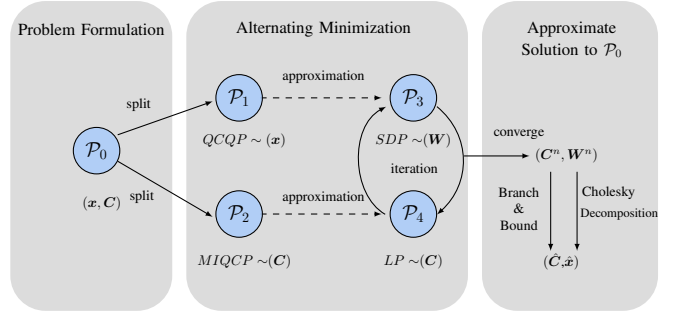 Problem Formulation
Alternating Minimization
Approximate
Solution to 𝒫₀
split
𝒫₀
(x, C)
split
𝒫₁
QCQP ∼ (x)
approximation
𝒫₃
SDP ∼(W)
iteration
𝒫₂
MIQCP ∼(C)
approximation
𝒫₄
LP ∼(C)
converge
(Cⁿ, Wⁿ)
Branch
&
Bound
Cholesky
Decomposition
(Ĉ,x̂)